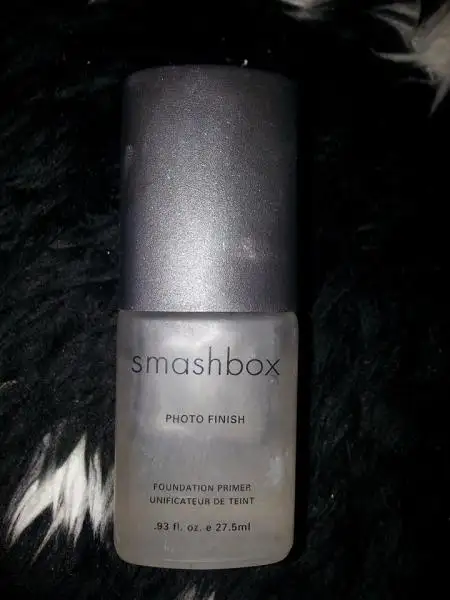 smashbox
PHOTO FINISH
FOUNDATION PRIMER
UNIFICATEUR DE TEINT
.93 fl. oz. e 27.5ml